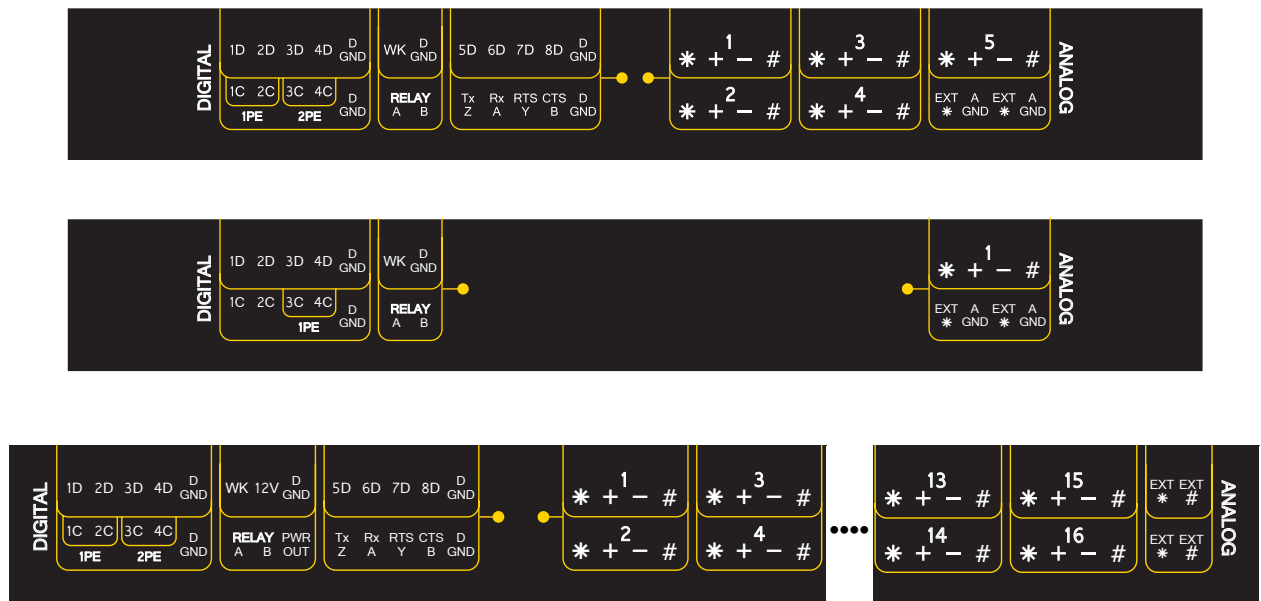 DIGITAL
1D 2D 3D 4D D GND WK D GND 5D 6D 7D 8D D GND
1C 2C 3C 4C D GND
1PE 2PE
RELAY
A B
Tx Rx RTS CTS D
Z A Y B GND
1 3 5
* + − # * + − # * + − #
2 4
* + − # * + − #
EXT A EXT A
* GND * GND
ANALOG
DIGITAL
1D 2D 3D 4D D GND WK D GND
1C 2C 3C 4C D GND
1PE
RELAY
A B
1
* + − #
EXT A EXT A
* GND * GND
ANALOG
DIGITAL
1D 2D 3D 4D D GND WK 12V D GND 5D 6D 7D 8D D GND
1C 2C 3C 4C D GND
1PE 2PE
RELAY PWR
A B OUT
Tx Rx RTS CTS D
Z A Y B GND
1 3
* + − # * + − #
2 4
* + − # * + − #
••••
13 15
* + − # * + − #
14 16
* + − # * + − #
EXT EXT
* #
EXT EXT
* #
ANALOG